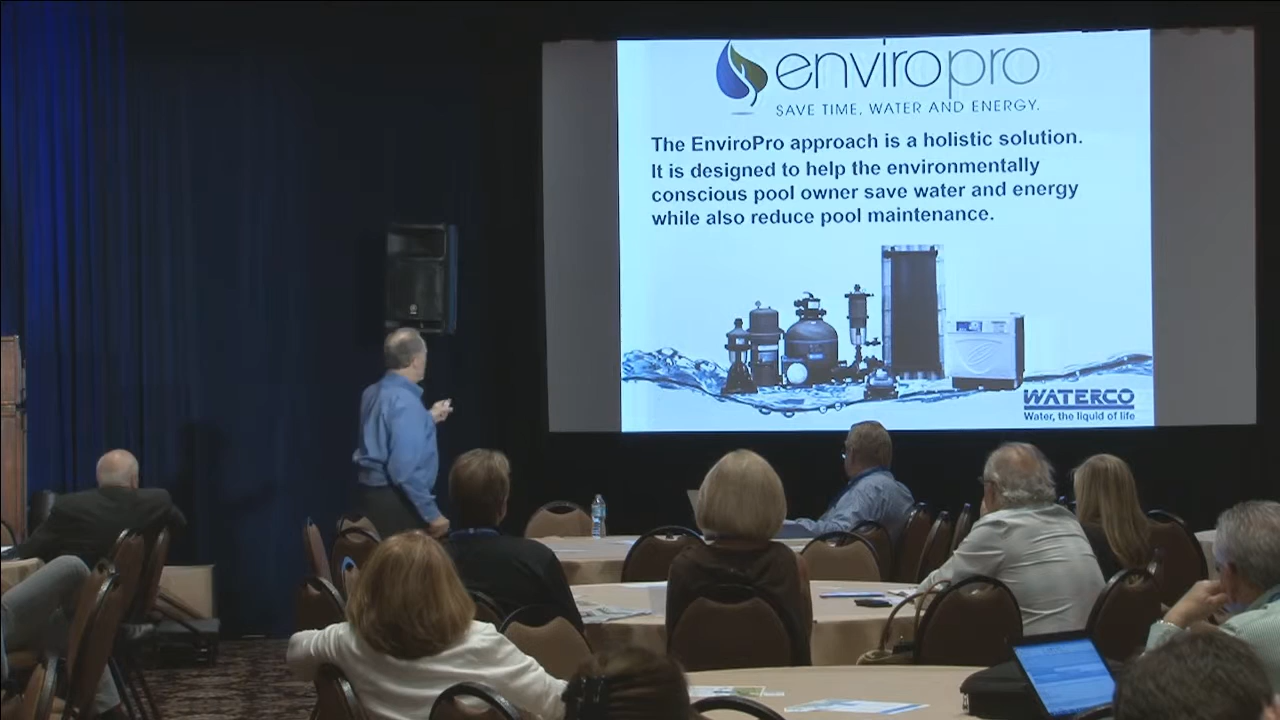 enviropro
SAVE TIME, WATER AND ENERGY.
The EnviroPro approach is a holistic solution.
It is designed to help the environmentally
conscious pool owner save water and energy
while also reduce pool maintenance.
WATERCO
Water, the liquid of life